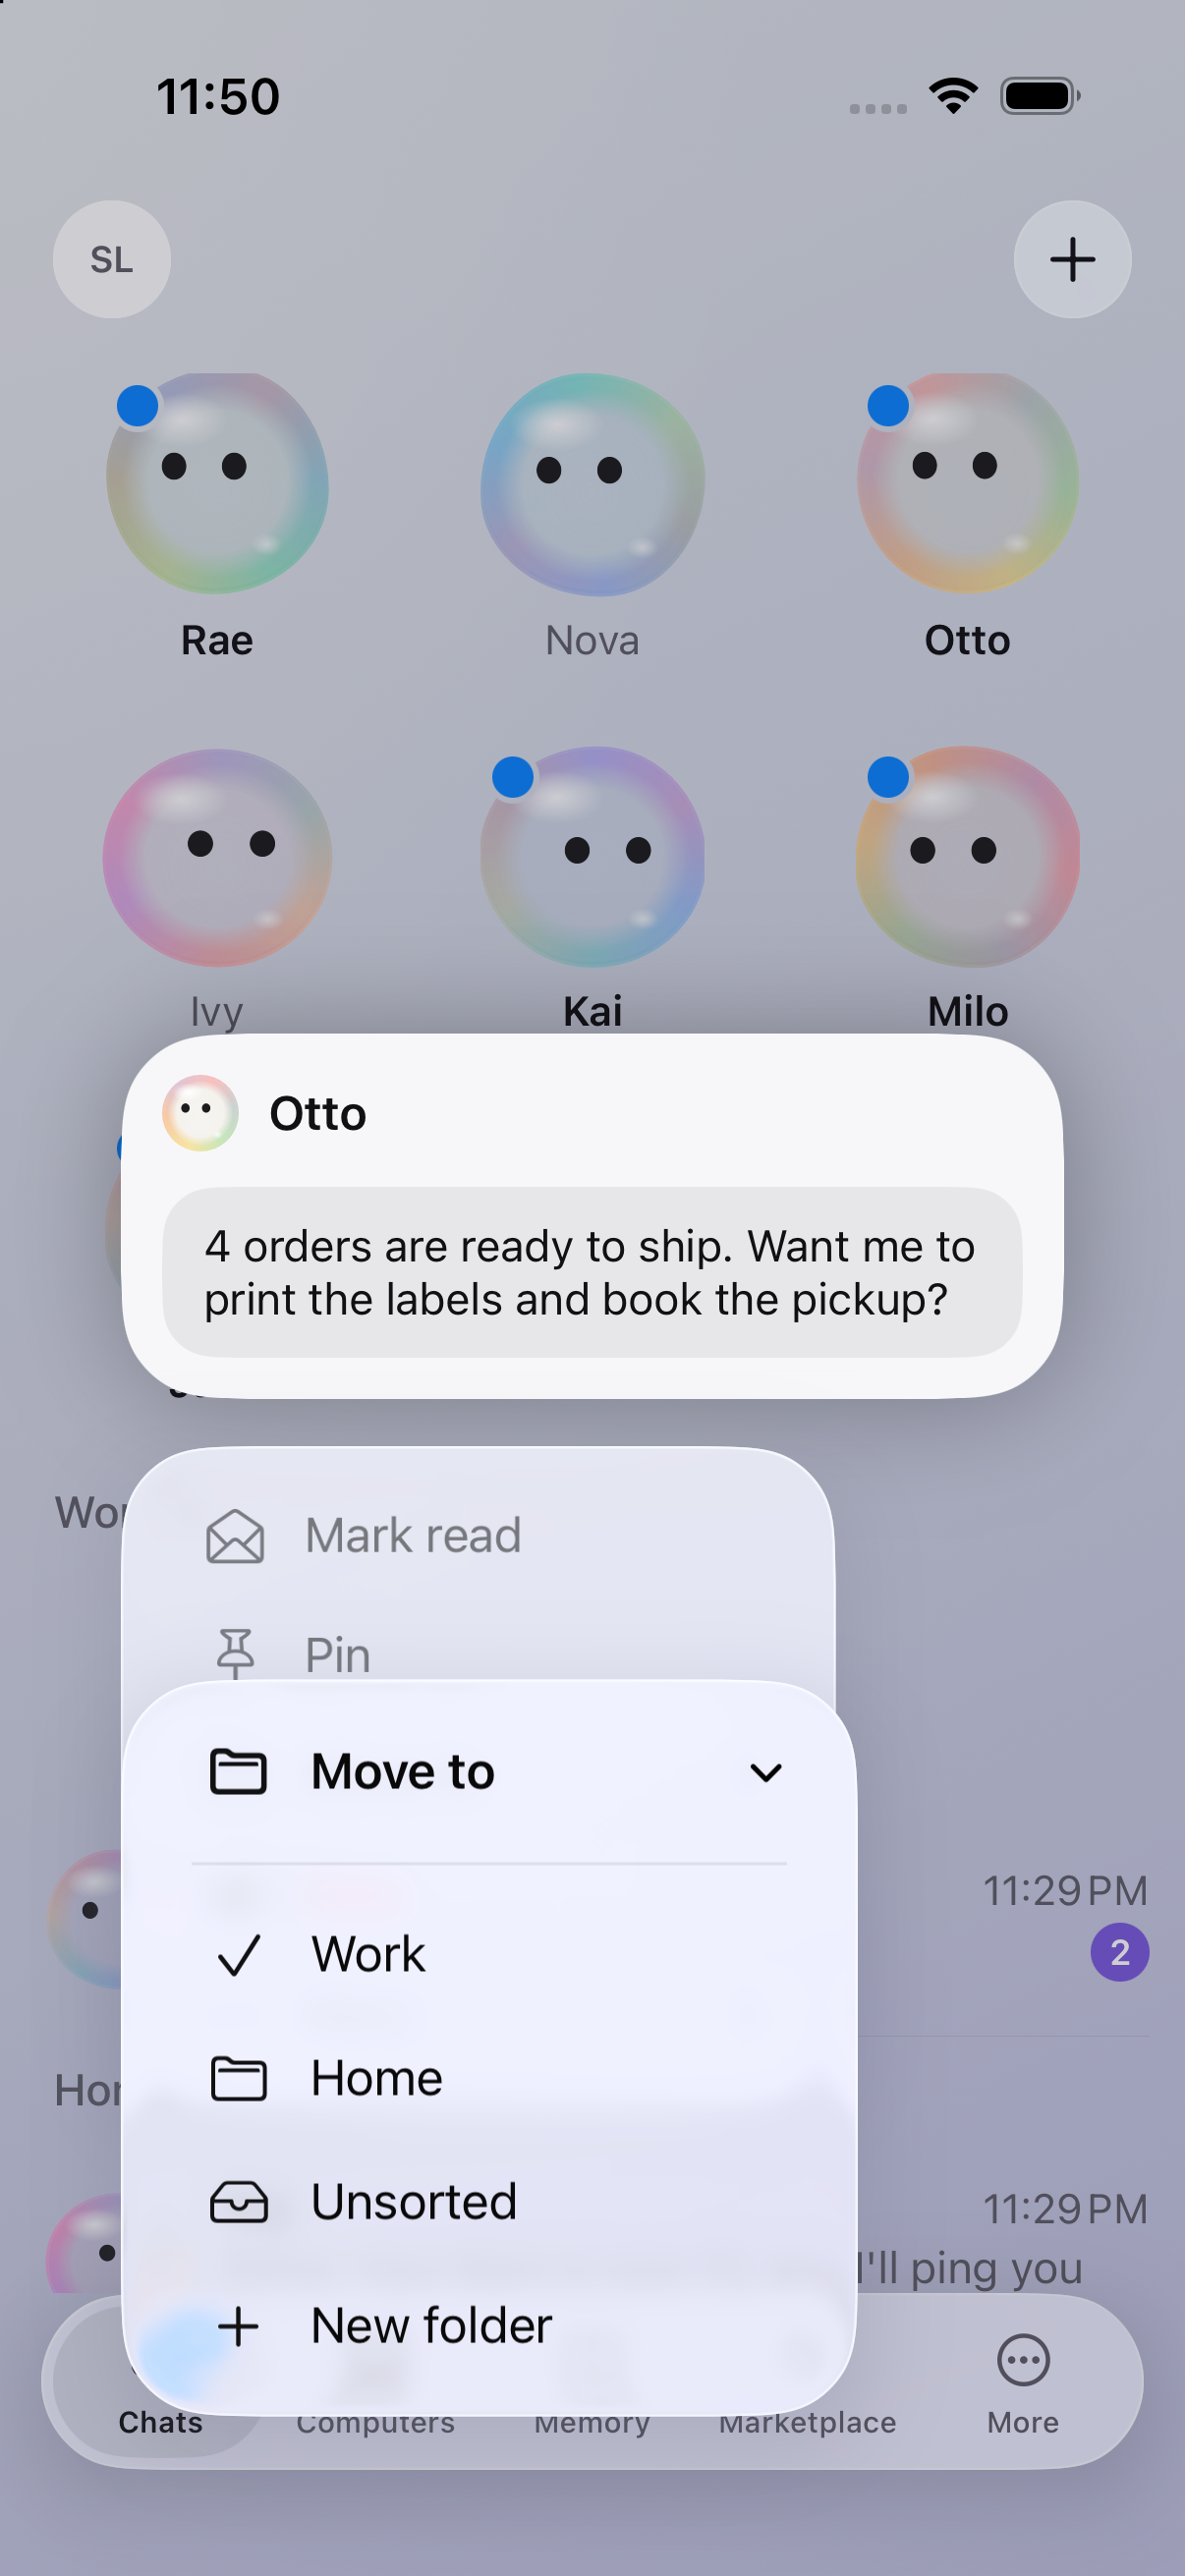 11:50
SL
Rae
Nova
Otto
Ivy
Kai
Milo
Otto
4 orders are ready to ship. Want me to
print the labels and book the pickup?
Mark read
Pin
Move to
Work
11:29 PM
2
Home
Unsorted
11:29 PM
I'll ping you
New folder
Chats
Computers
Memory
Marketplace
More